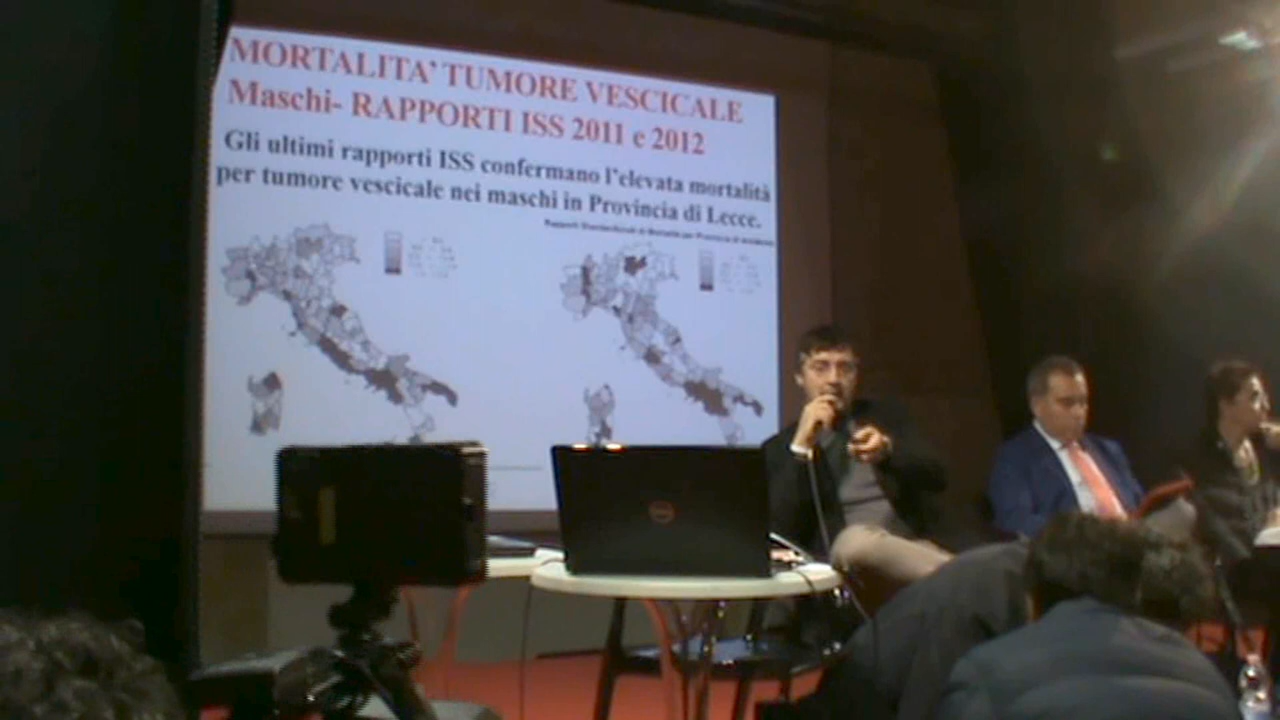 MORTALITA' TUMORE VESCICALE
Maschi- RAPPORTI ISS 2011 e 2012
Gli ultimi rapporti ISS confermano l'elevata mortalità
per tumore vescicale nei maschi in Provincia di Lecce.